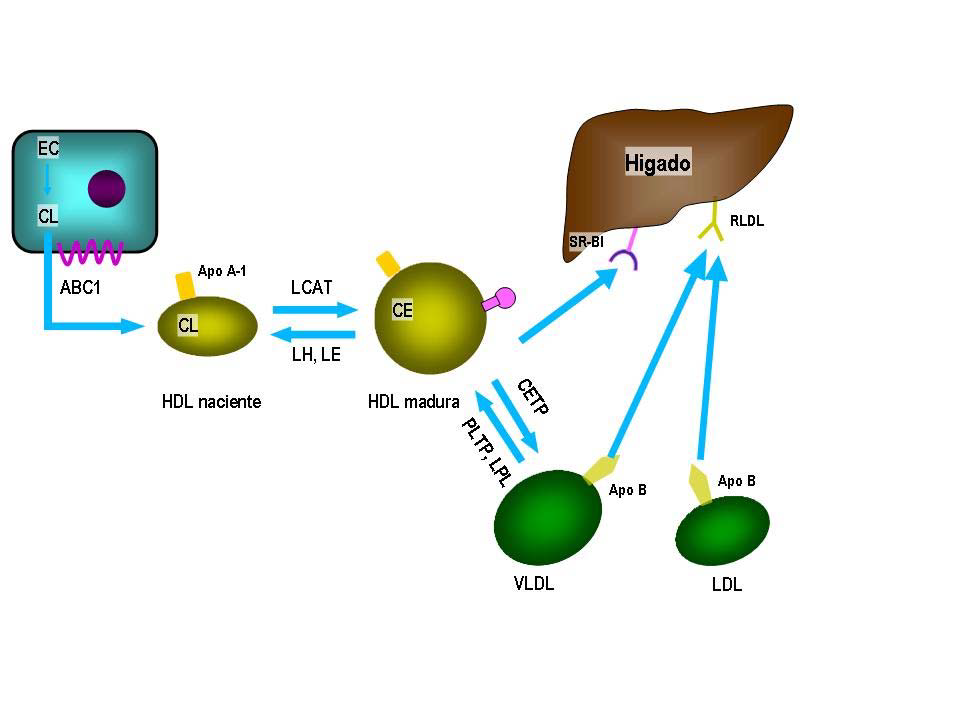 EC
CL
ABC1
Apo A-1
CL
HDL naciente
LCAT
LH, LE
CE
HDL madura
Higado
SR-BI
RLDL
CETP
PLTP, LPL
Apo B
VLDL
Apo B
LDL